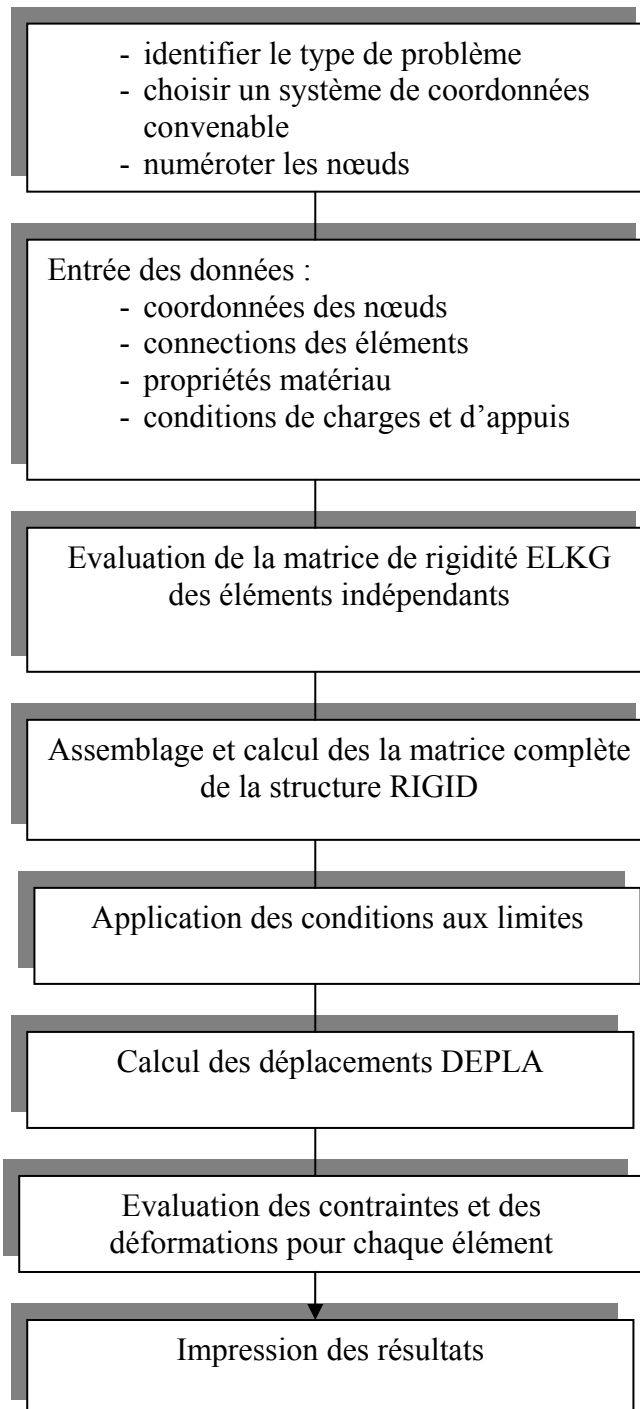 - identifier le type de problème
- choisir un système de coordonnées
convenable
- numéroter les nœuds
Entrée des données :
- coordonnées des nœuds
- connections des éléments
- propriétés matériau
- conditions de charges et d’appuis
Evaluation de la matrice de rigidité ELKG
des éléments indépendants
Assemblage et calcul des la matrice complète
de la structure RIGID
Application des conditions aux limites
Calcul des déplacements DEPLA
Evaluation des contraintes et des
déformations pour chaque élément
Impression des résultats